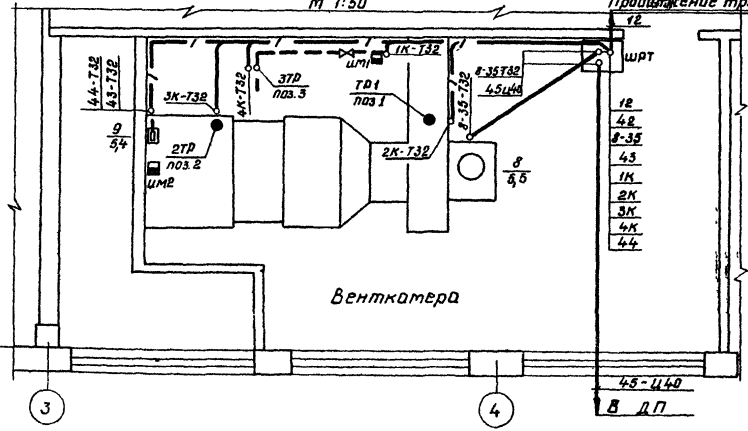 М 1:50
12
44-Т32
43-Т32
3К-Т32
4К-Т32
3ТР
поз.3
ИМ1
1К-Т32
ТР1
поз.1
8-35-Т32
8-35Т32
45Ц40
ШРТ
9
5,4
2ТР
поз.2
ИМ2
2К-Т32
8
5,5
12
42
8-35
43
1К
2К
3К
4К
44
Венткамера
45-Ц40
В ДП
3
4